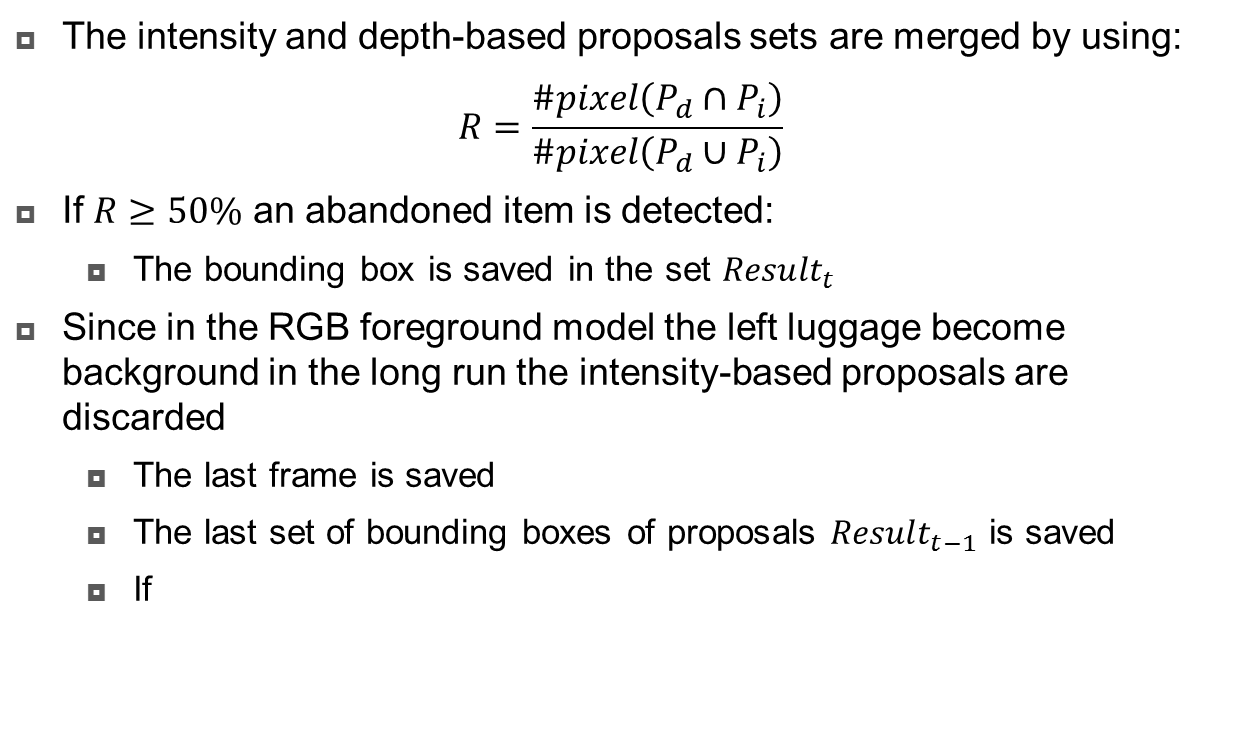 The intensity and depth-based proposals sets are merged by using:
R = #pixel(P_d ∩ P_i) / #pixel(P_d ∪ P_i)
If R ≥ 50% an abandoned item is detected:
The bounding box is saved in the set Result_t
Since in the RGB foreground model the left luggage become
background in the long run the intensity-based proposals are
discarded
The last frame is saved
The last set of bounding boxes of proposals Result_{t−1} is saved
If